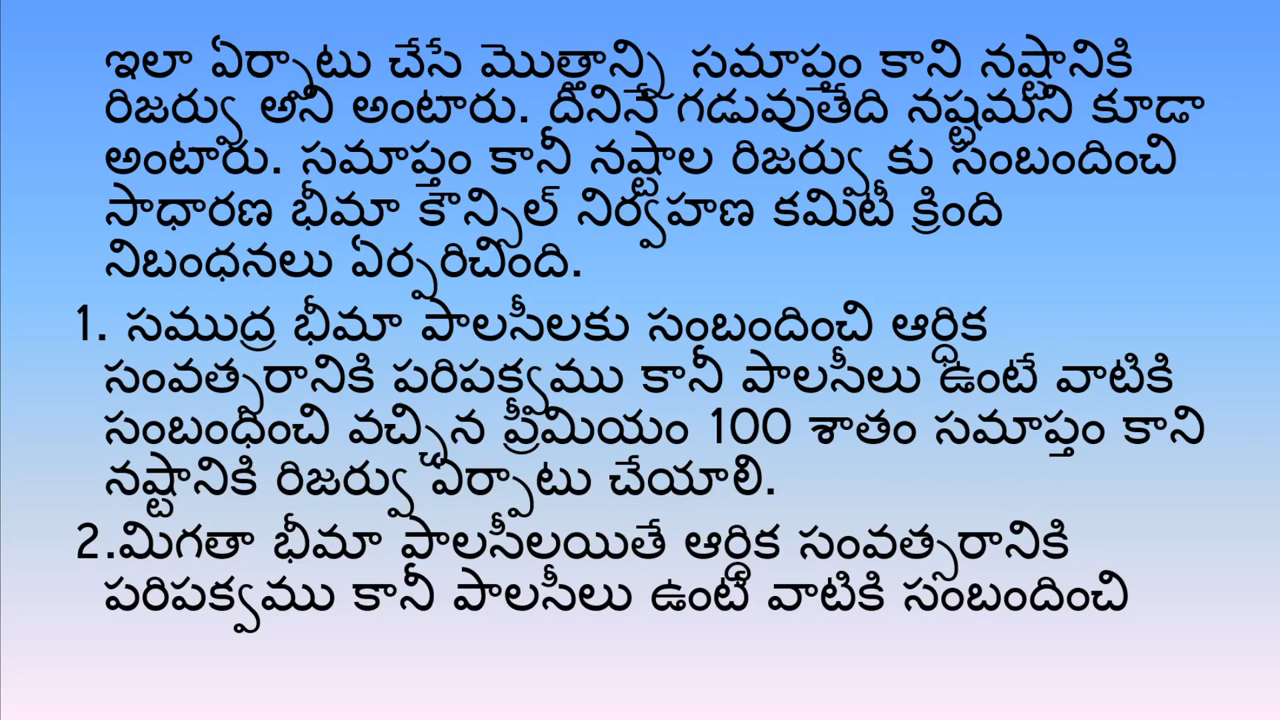 ఇలా ఏర్పాటు చేసే మొత్తాన్ని సమాప్తం కాని నష్టానికి
రిజర్వు అని అంటారు. దినినే గడువుతేది నష్టమని కూడా
అంటారు. సమాప్తం కానీ నష్టాల రిజర్వు కు సంబందించి
సాధారణ భీమా కౌన్సిల్ నిర్వహణ కమిటీ క్రింది
నిబంధనలు ఏర్పరిచింది.
1. సముద్ర భీమా పాలసీలకు సంబందించి ఆర్ధిక
సంవత్సరానికి పరిపక్వము కానీ పాలసీలు ఉంటే వాటికి
సంబంధించి వచ్చిన ప్రీమియం 100 శాతం సమాప్తం కాని
నష్టానికి రిజర్వు ఏర్పాటు చేయాలి.
2.మిగతా భీమా పాలసీలయితే ఆర్ధిక సంవత్సరానికి
పరిపక్వము కానీ పాలసీలు ఉంటే వాటికి సంబందించి